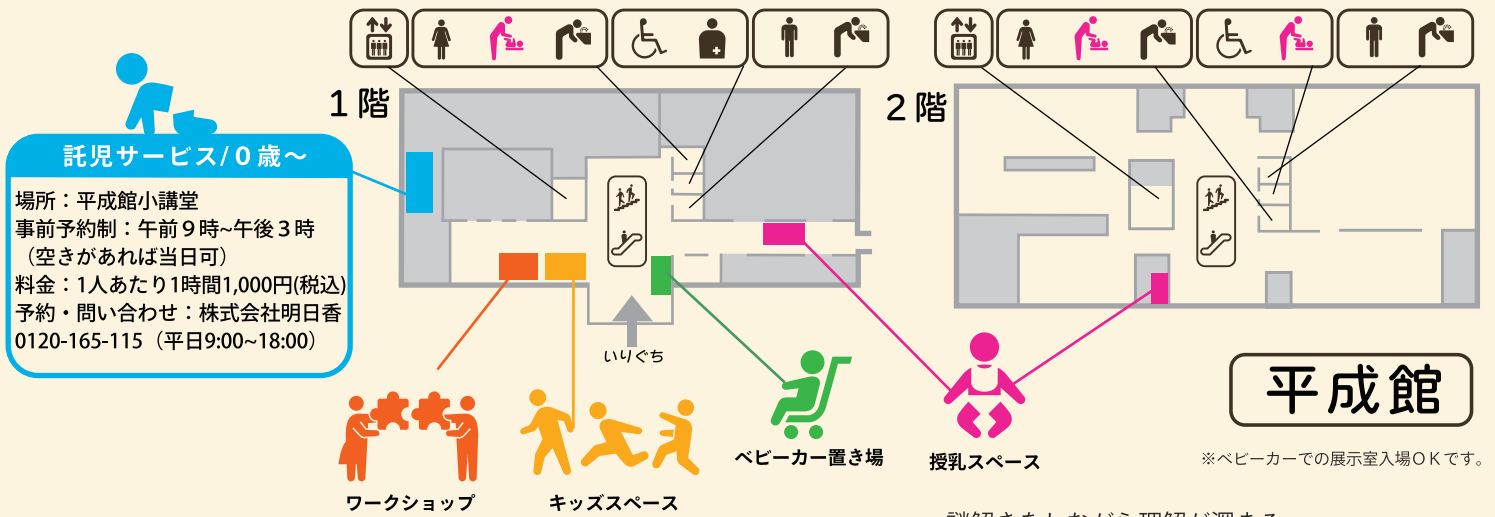 1階
2階
託児サービス/０歳〜
場所：平成館小講堂
事前予約制：午前９時~午後３時
（空きがあれば当日可）
料金：1人あたり1時間1,000円(税込)
予約・問い合わせ：株式会社明日香
0120-165-115（平日9:00~18:00）
いりぐち
平成館
ワークショップ
キッズスペース
ベビーカー置き場
授乳スペース
※ベビーカーでの展示室入場ＯＫです。